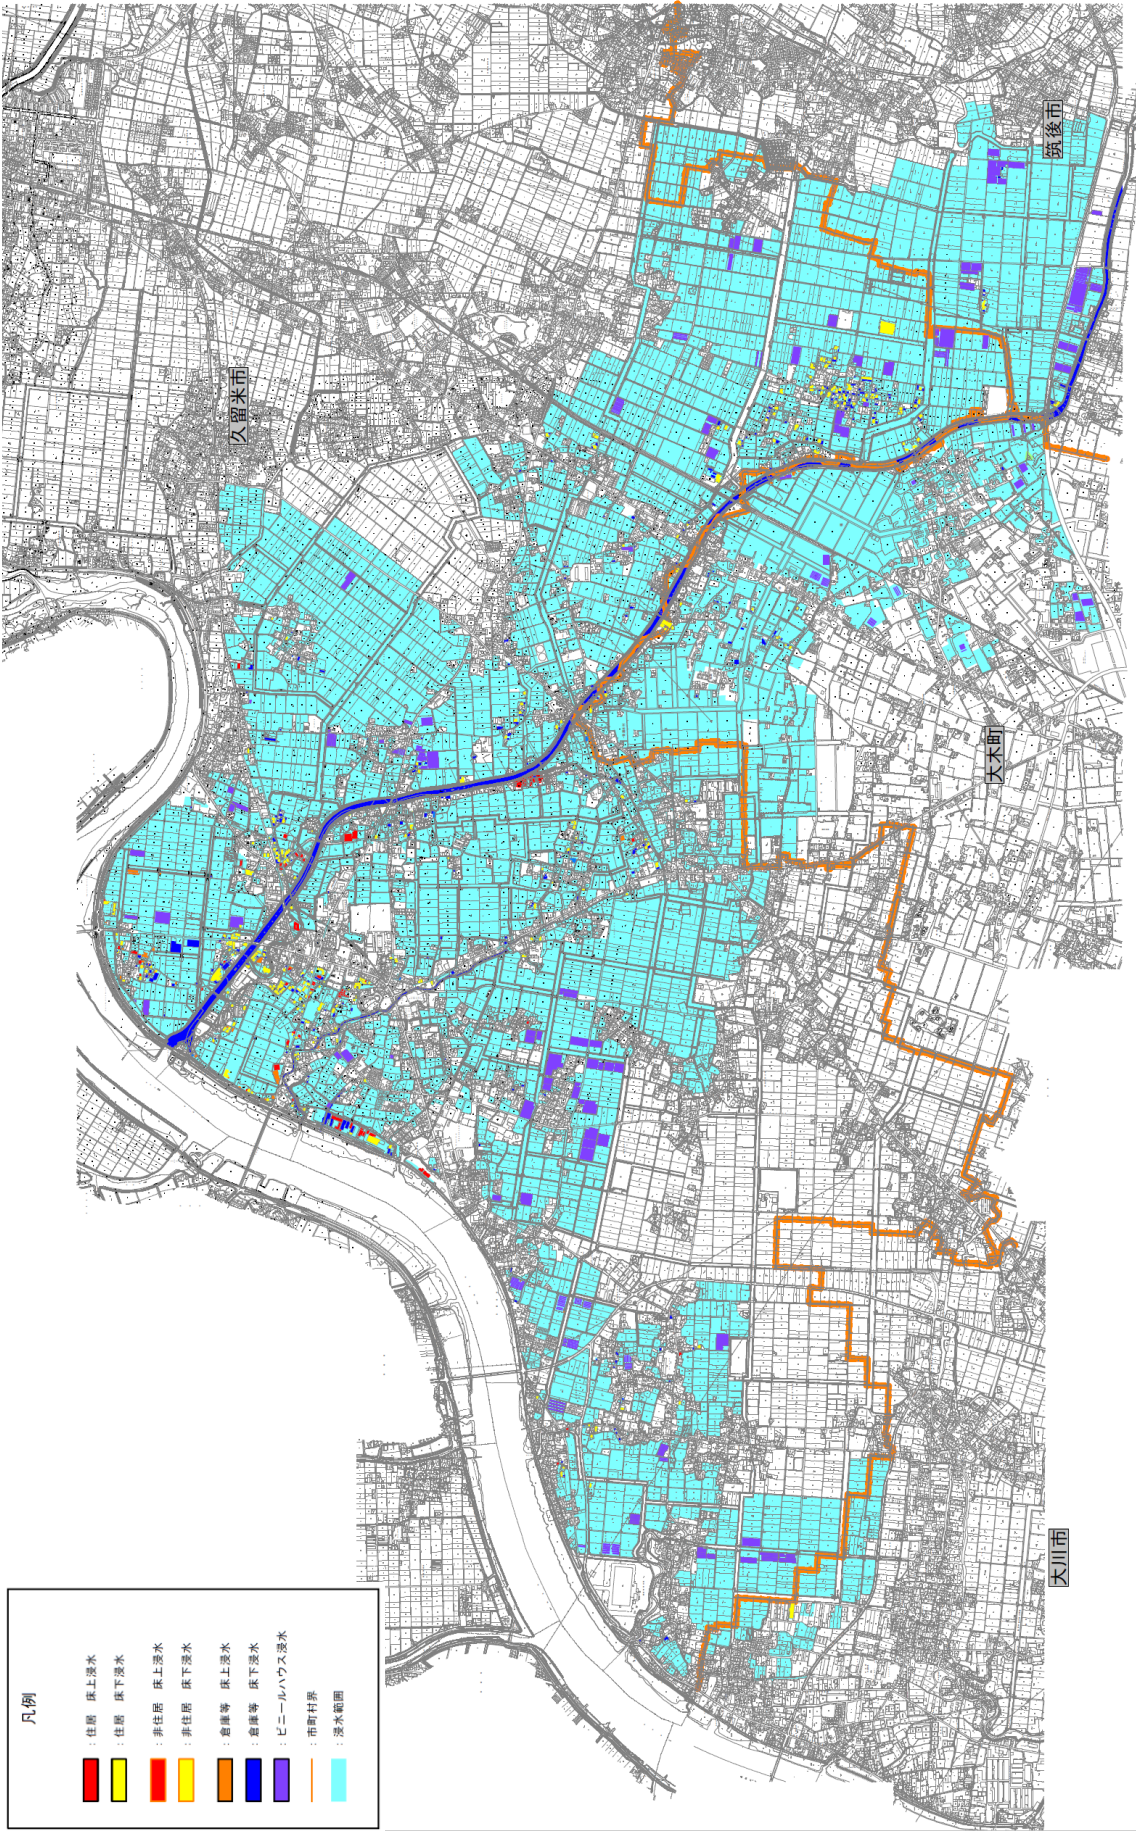 凡例
：住居　床上浸水
：住居　床下浸水
：非住居　床上浸水
：非住居　床下浸水
：倉庫等　床上浸水
：倉庫等　床下浸水
：ビニールハウス浸水
：市町村界
：浸水範囲
久留米市
筑後市
大木町
大川市